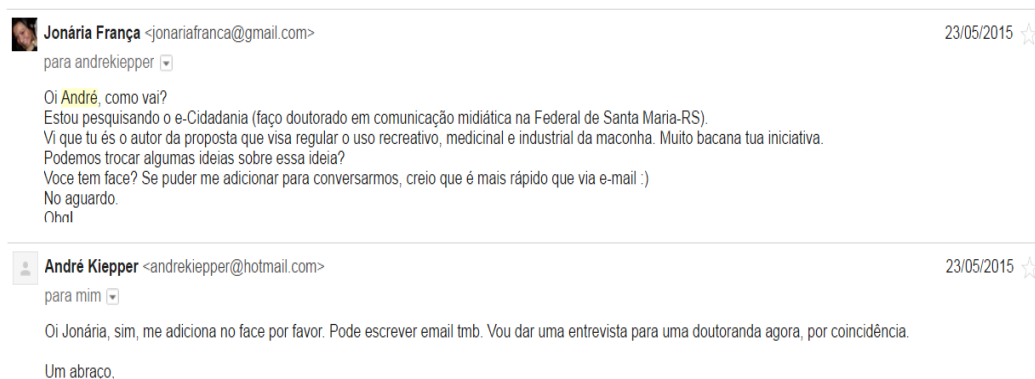 Jonária França <jonariafranca@gmail.com> 23/05/2015
para andrekiepper
Oi André, como vai?
Estou pesquisando o e-Cidadania (faço doutorado em comunicação midiática na Federal de Santa Maria-RS).
Vi que tu és o autor da proposta que visa regular o uso recreativo, medicinal e industrial da maconha. Muito bacana tua iniciativa.
Podemos trocar algumas ideias sobre essa ideia?
Voce tem face? Se puder me adicionar para conversarmos, creio que é mais rápido que via e-mail :)
No aguardo.
Obg!
André Kiepper <andrekiepper@hotmail.com> 23/05/2015
para mim
Oi Jonária, sim, me adiciona no face por favor. Pode escrever email tmb. Vou dar uma entrevista para uma doutoranda agora, por coincidência.
Um abraço,